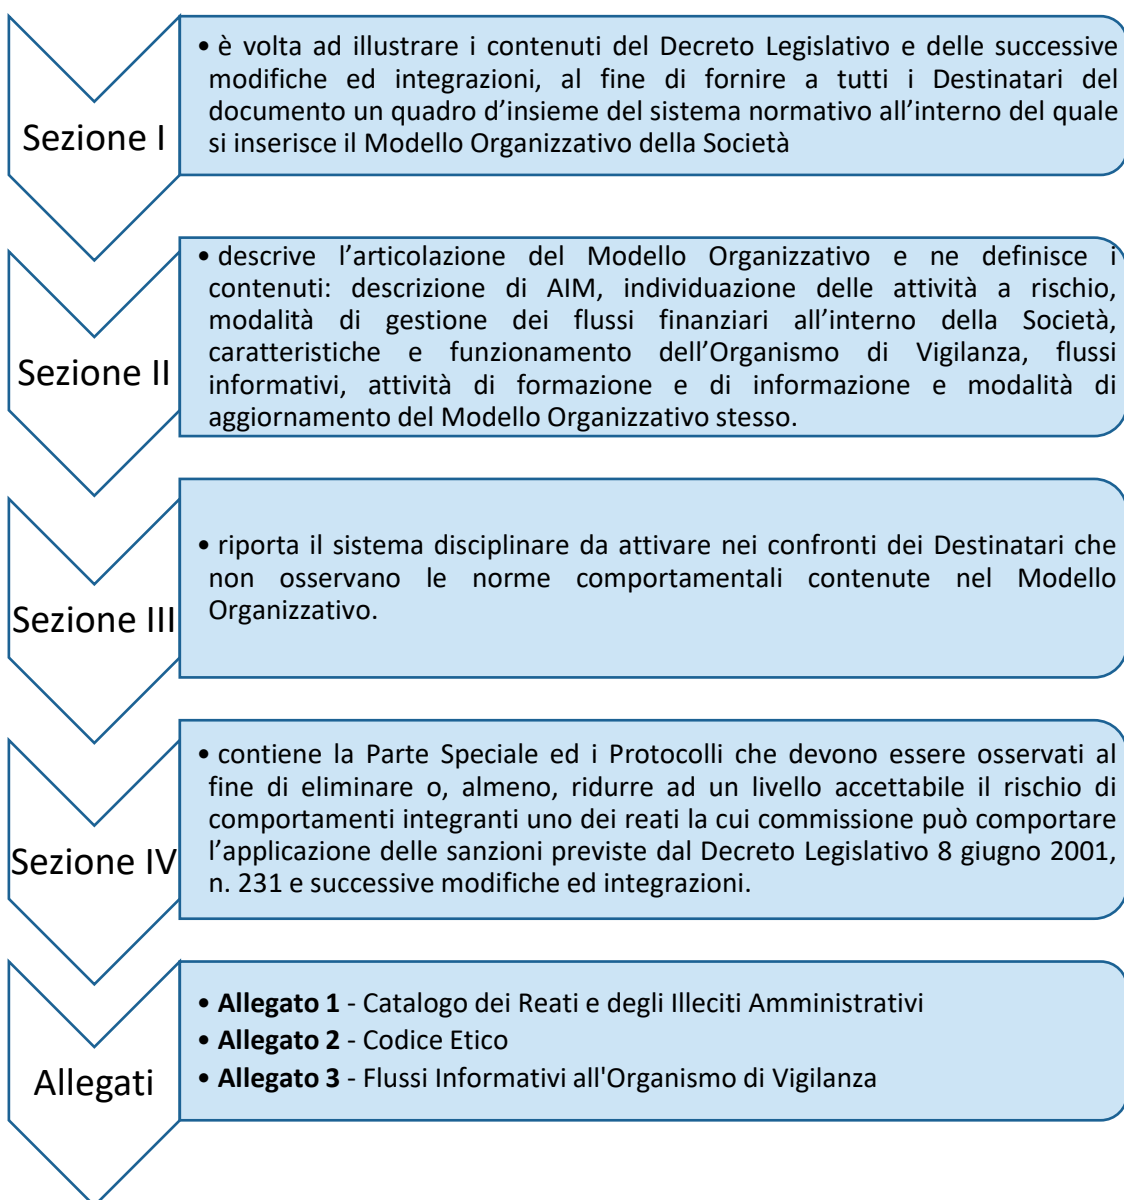 Sezione I
• è volta ad illustrare i contenuti del Decreto Legislativo e delle successive
modifiche ed integrazioni, al fine di fornire a tutti i Destinatari del
documento un quadro d’insieme del sistema normativo all’interno del quale
si inserisce il Modello Organizzativo della Società
Sezione II
• descrive l’articolazione del Modello Organizzativo e ne definisce i
contenuti: descrizione di AIM, individuazione delle attività a rischio,
modalità di gestione dei flussi finanziari all’interno della Società,
caratteristiche e funzionamento dell’Organismo di Vigilanza, flussi
informativi, attività di formazione e di informazione e modalità di
aggiornamento del Modello Organizzativo stesso.
Sezione III
• riporta il sistema disciplinare da attivare nei confronti dei Destinatari che
non osservano le norme comportamentali contenute nel Modello
Organizzativo.
Sezione IV
• contiene la Parte Speciale ed i Protocolli che devono essere osservati al
fine di eliminare o, almeno, ridurre ad un livello accettabile il rischio di
comportamenti integranti uno dei reati la cui commissione può comportare
l’applicazione delle sanzioni previste dal Decreto Legislativo 8 giugno 2001,
n. 231 e successive modifiche ed integrazioni.
Allegati
• Allegato 1 - Catalogo dei Reati e degli Illeciti Amministrativi
• Allegato 2 - Codice Etico
• Allegato 3 - Flussi Informativi all'Organismo di Vigilanza